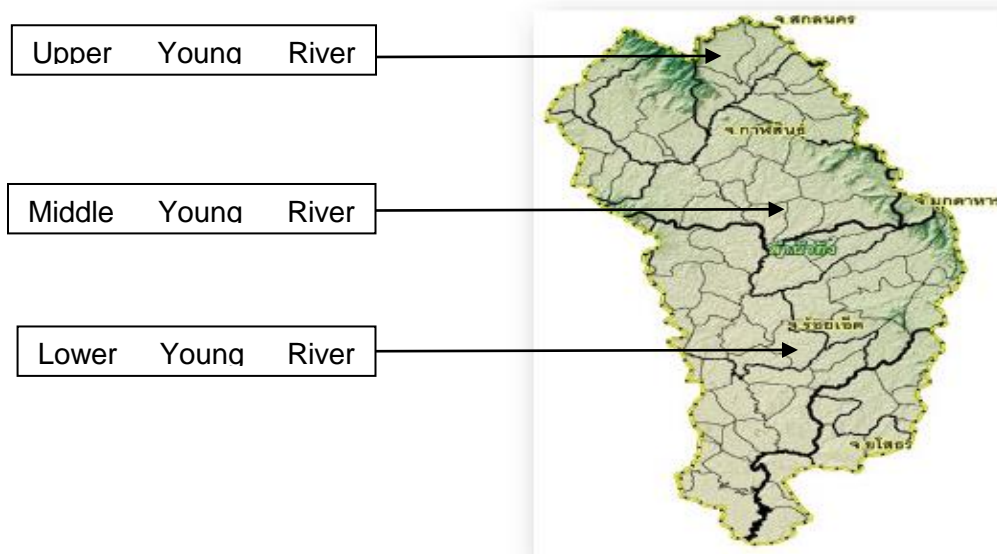 จ.สกลนคร
Upper Young River
จ.กาฬสินธุ์
Middle Young River
จ.มุกดาหาร
จ.ร้อยเอ็ด
Lower Young River
จ.ยโสธร